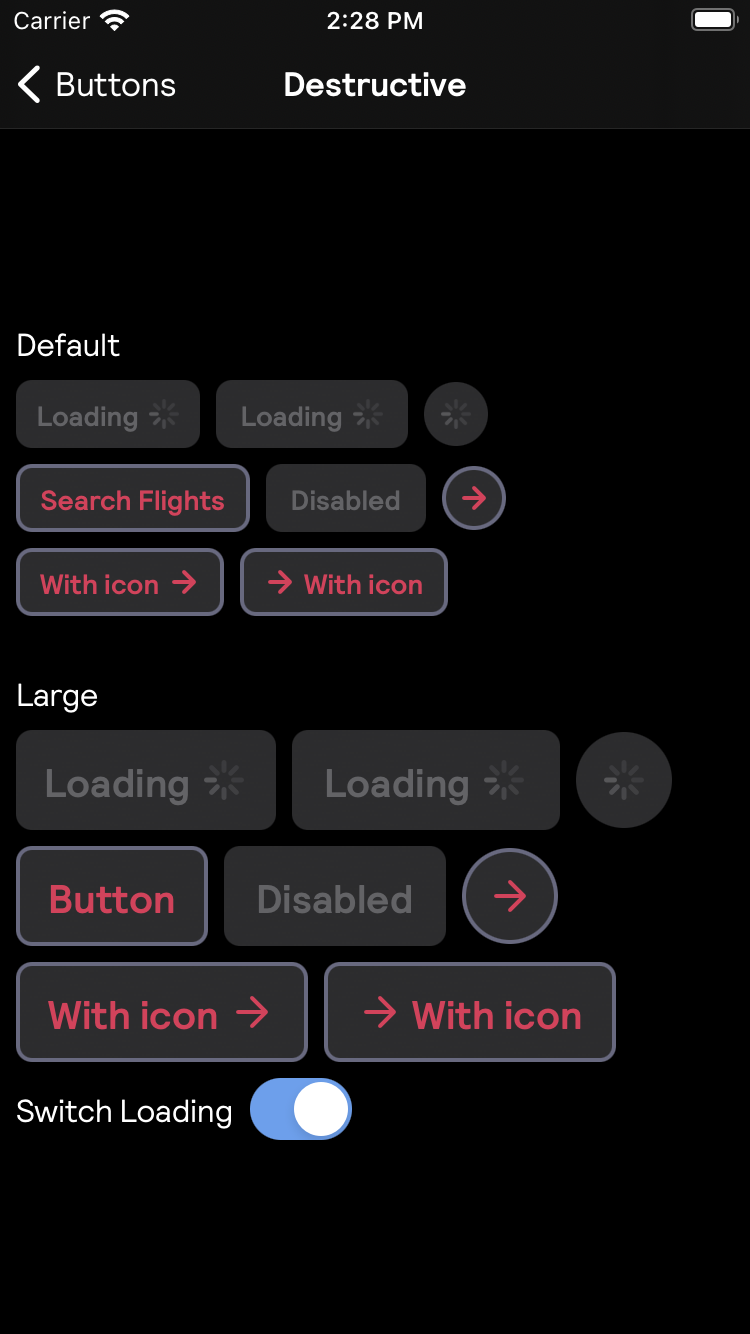 Carrier 2:28 PM
Buttons Destructive
Default
Loading Loading
Search Flights Disabled
With icon With icon
Large
Loading Loading
Button Disabled
With icon With icon
Switch Loading